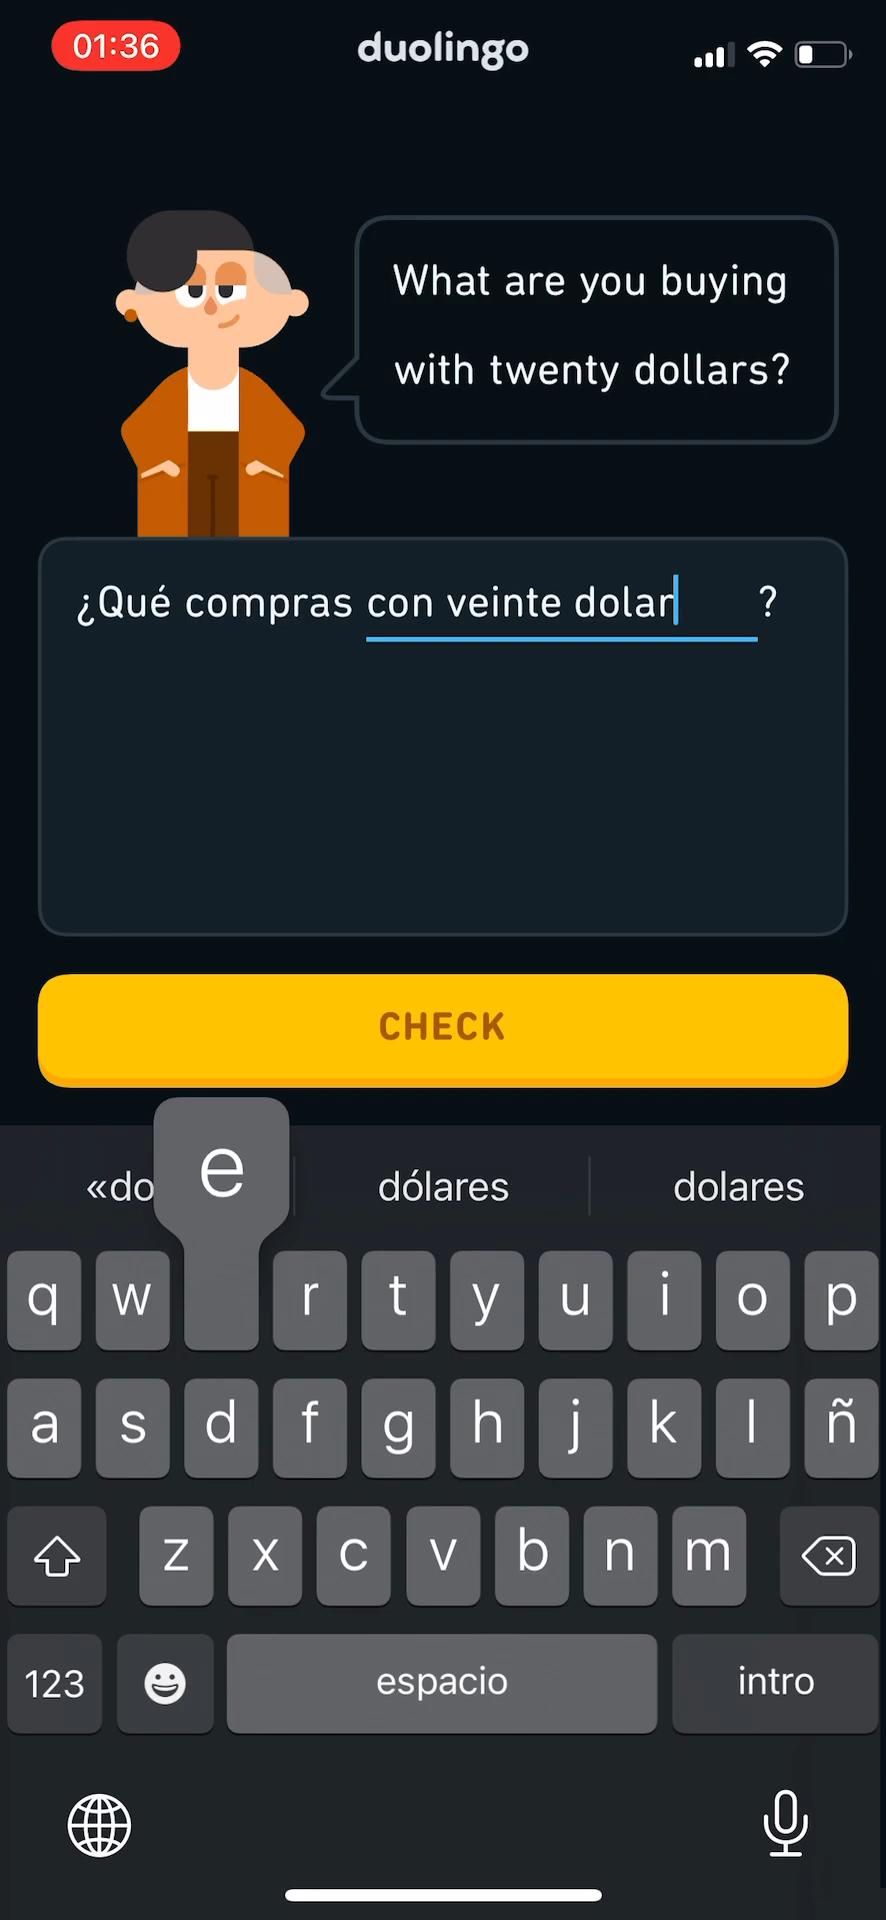 01:36
duolingo
What are you buying
with twenty dollars?
¿Qué compras con veinte dolar ?
CHECK
«do
dólares
dolares
e
q w r t y u i o p
a s d f g h j k l ñ
z x c v b n m
123 espacio intro